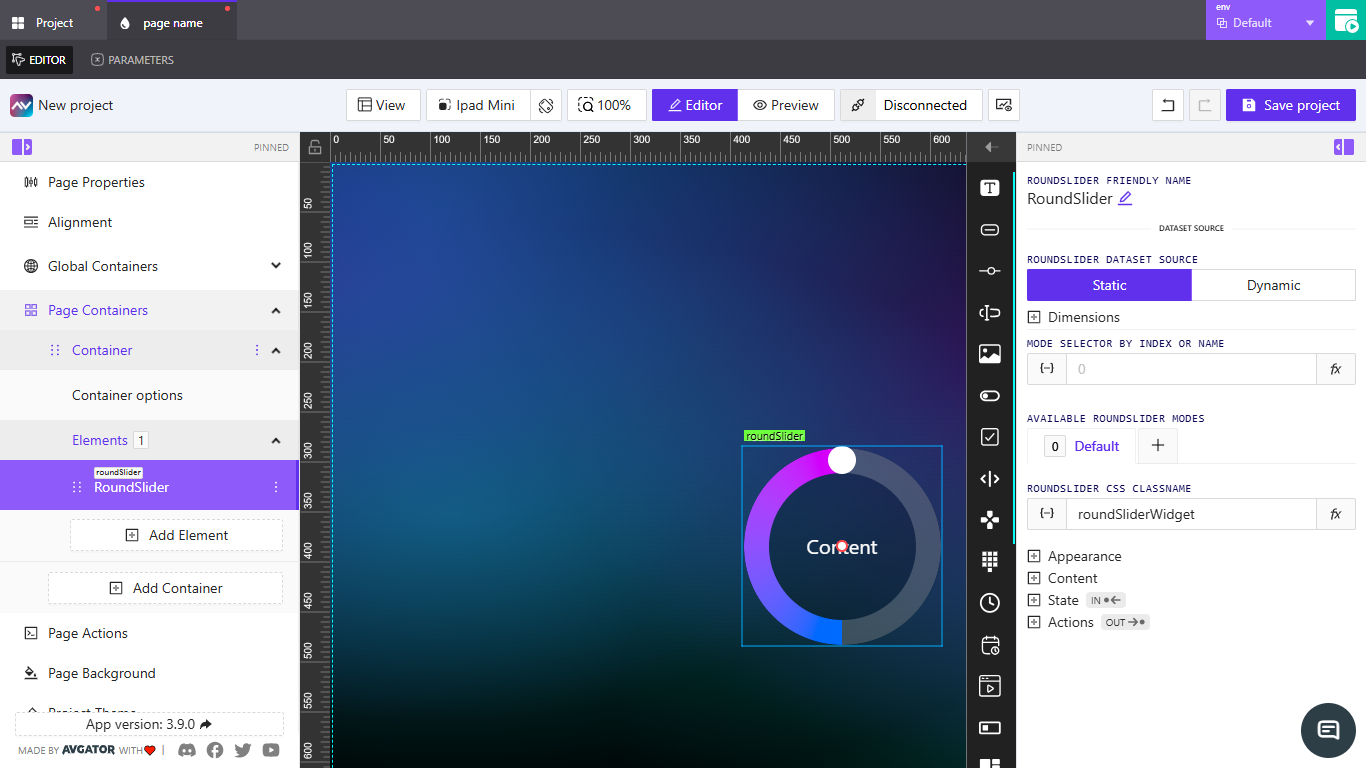 Project
page name
env
Default
EDITOR
PARAMETERS
New project
View
Ipad Mini
100%
Editor
Preview
Disconnected
Save project
PINNED
Page Properties
Alignment
Global Containers
Page Containers
Container
Container options
Elements 1
roundSlider
RoundSlider
Add Element
Add Container
Page Actions
Page Background
App version: 3.9.0
MADE BY AVGATOR WITH
0 50 100 150 200 250 300 350 400 450 500 600
50
100
150
200
250
300
350
400
450
500
550
600
roundSlider
Content
PINNED
ROUNDSLIDER FRIENDLY NAME
RoundSlider
DATASET SOURCE
ROUNDSLIDER DATASET SOURCE
Static
Dynamic
Dimensions
MODE SELECTOR BY INDEX OR NAME
0
fx
AVAILABLE ROUNDSLIDER MODES
0 Default
ROUNDSLIDER CSS CLASSNAME
roundSliderWidget
fx
Appearance
Content
State IN
Actions OUT